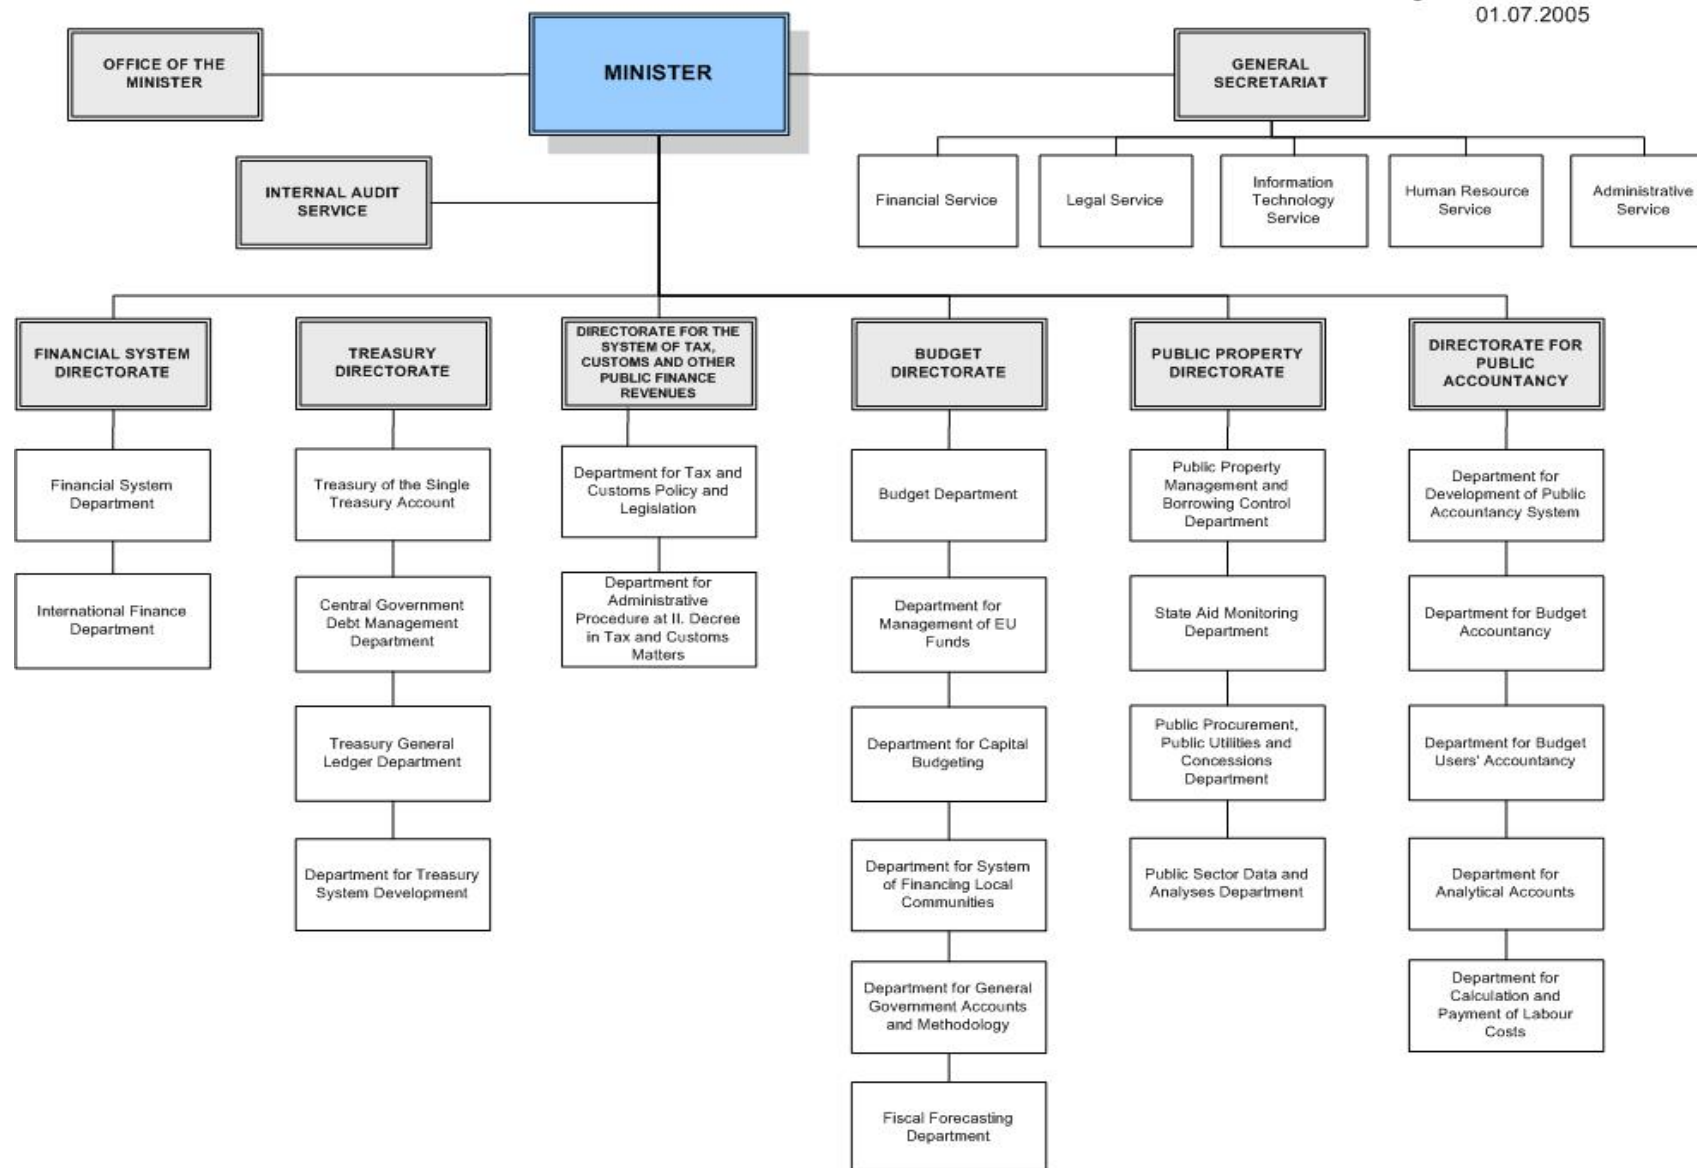 01.07.2005
OFFICE OF THE
MINISTER
MINISTER
GENERAL
SECRETARIAT
INTERNAL AUDIT
SERVICE
Financial Service
Legal Service
Information
Technology
Service
Human Resource
Service
Administrative
Service
FINANCIAL SYSTEM
DIRECTORATE
TREASURY
DIRECTORATE
DIRECTORATE FOR THE
SYSTEM OF TAX,
CUSTOMS AND OTHER
PUBLIC FINANCE
REVENUES
BUDGET
DIRECTORATE
PUBLIC PROPERTY
DIRECTORATE
DIRECTORATE FOR
PUBLIC
ACCOUNTANCY
Financial System
Department
International Finance
Department
Treasury of the Single
Treasury Account
Central Government
Debt Management
Department
Treasury General
Ledger Department
Department for Treasury
System Development
Department for Tax and
Customs Policy and
Legislation
Department for
Administrative
Procedure at II. Decree
in Tax and Customs
Matters
Budget Department
Department for
Management of EU
Funds
Department for Capital
Budgeting
Department for System
of Financing Local
Communities
Department for General
Government Accounts
and Methodology
Fiscal Forecasting
Department
Public Property
Management and
Borrowing Control
Department
State Aid Monitoring
Department
Public Procurement,
Public Utilities and
Concessions
Department
Public Sector Data and
Analyses Department
Department for
Development of Public
Accountancy System
Department for Budget
Accountancy
Department for Budget
Users' Accountancy
Department for
Analytical Accounts
Department for
Calculation and
Payment of Labour
Costs